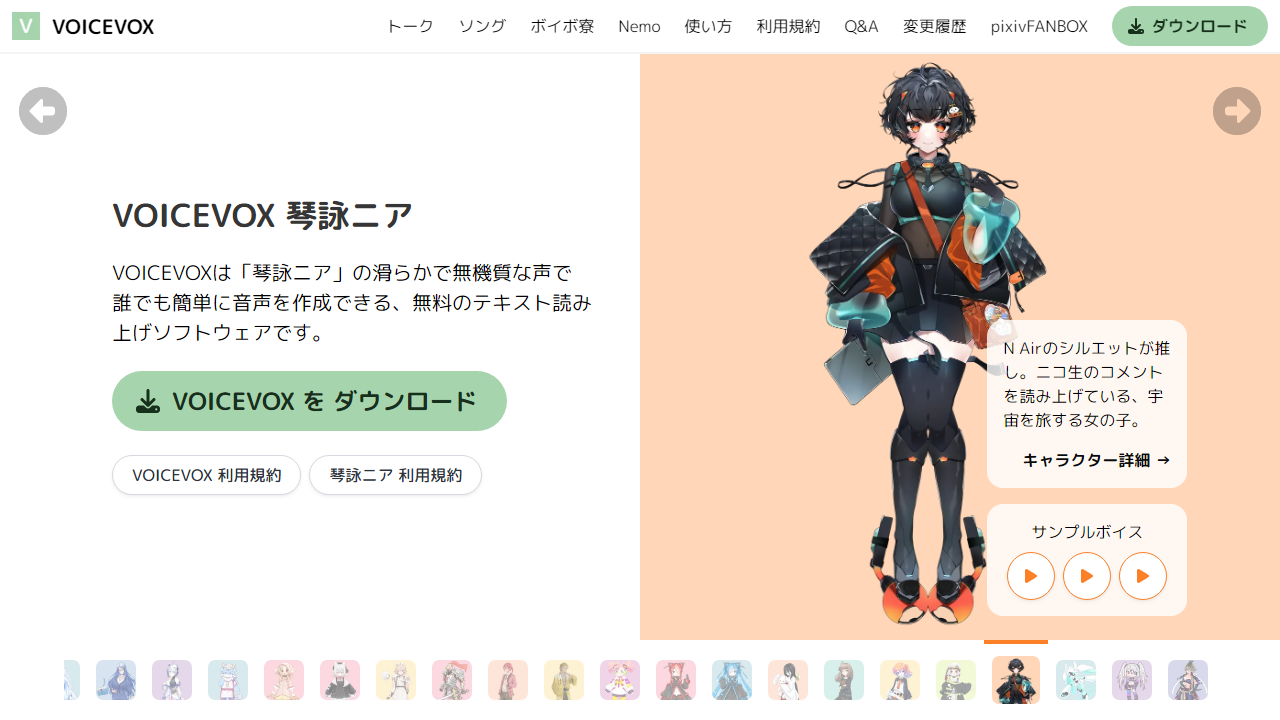 V VOICEVOX トーク ソング ボイボ寮 Nemo 使い方 利用規約 Q&A 変更履歴 pixivFANBOX ダウンロード
VOICEVOX 琴詠ニア
VOICEVOXは「琴詠ニア」の滑らかで無機質な声で
誰でも簡単に音声を作成できる、無料のテキスト読み
上げソフトウェアです。
VOICEVOX を ダウンロード
VOICEVOX 利用規約 琴詠ニア 利用規約
N Airのシルエットが推
し。ニコ生のコメント
を読み上げている、宇
宙を旅する女の子。
キャラクター詳細 →
サンプルボイス